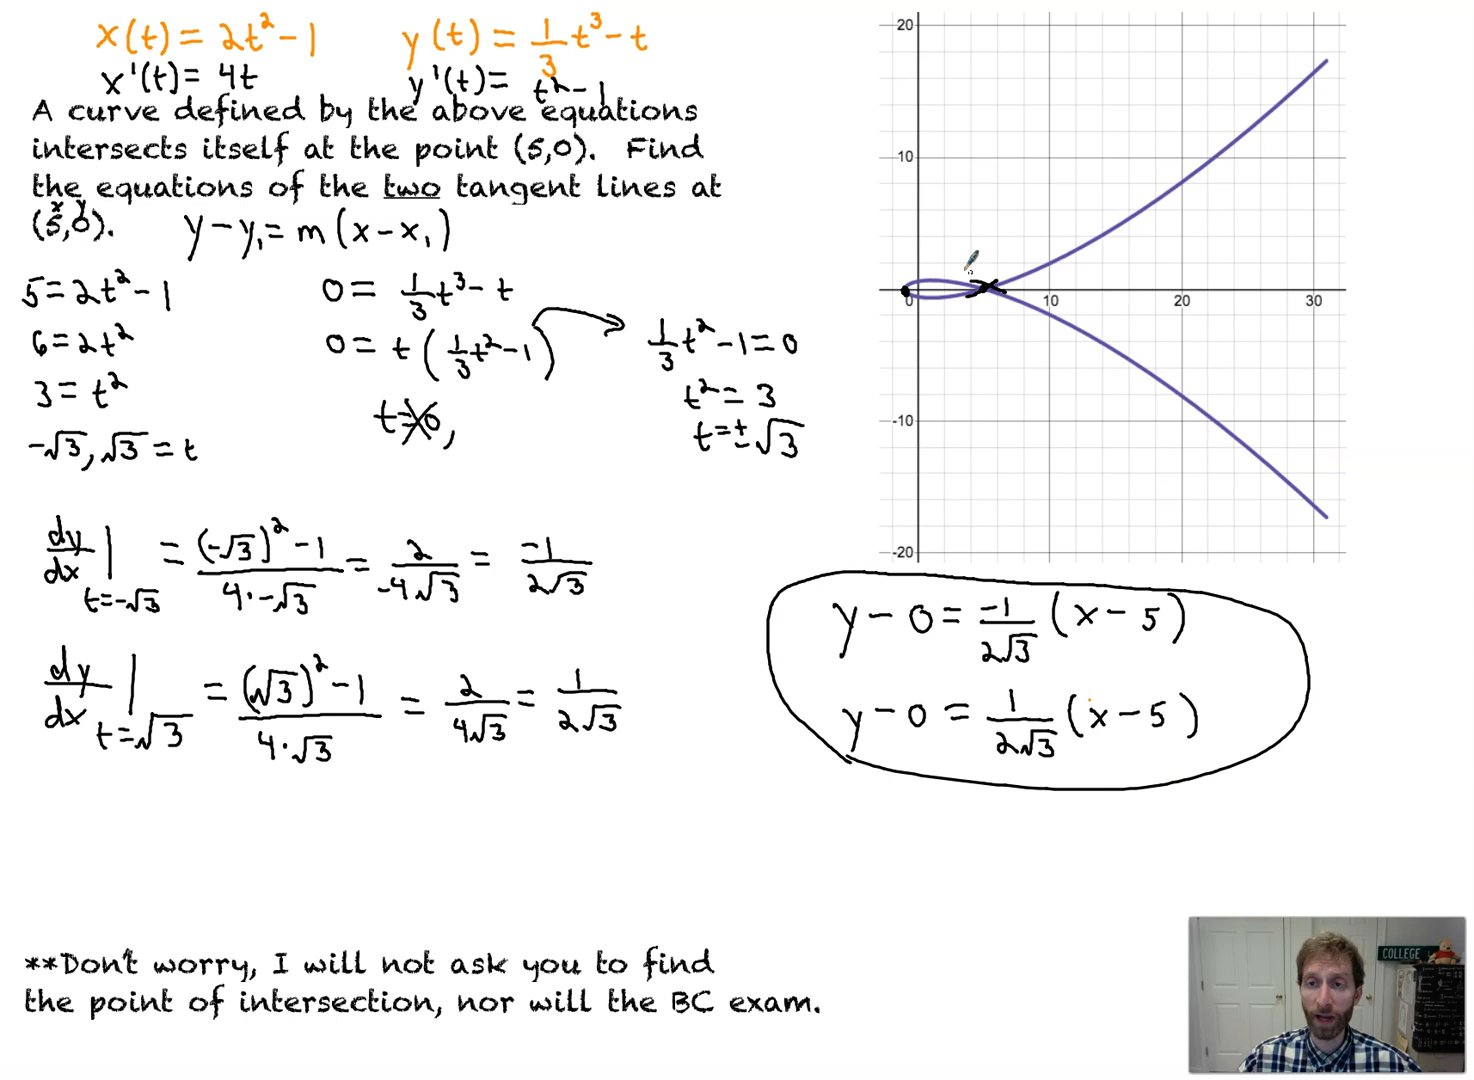 x(t) = 2t² - 1    y(t) = 1/3 t³ - t
x'(t) = 4t    y'(t) = t² - 1
A curve defined by the above equations
intersects itself at the point (5,0). Find
the equations of the two tangent lines at
x y
(5,0).    y - y₁ = m(x - x₁)
5 = 2t² - 1
6 = 2t²
3 = t²
-√3, √3 = t
0 = 1/3 t³ - t
0 = t(1/3 t² - 1)
t = 0,
1/3 t² - 1 = 0
t² = 3
t = ±√3
dy/dx | t=-√3 = (-√3)² - 1 / 4·-√3 = 2/-4√3 = -1/2√3
dy/dx | t=√3 = (√3)² - 1 / 4·√3 = 2/4√3 = 1/2√3
20
10
0 10 20 30
-10
-20
y - 0 = -1/2√3 (x - 5)
y - 0 = 1/2√3 (x - 5)
**Don't worry, I will not ask you to find
the point of intersection, nor will the BC exam.
COLLEGE